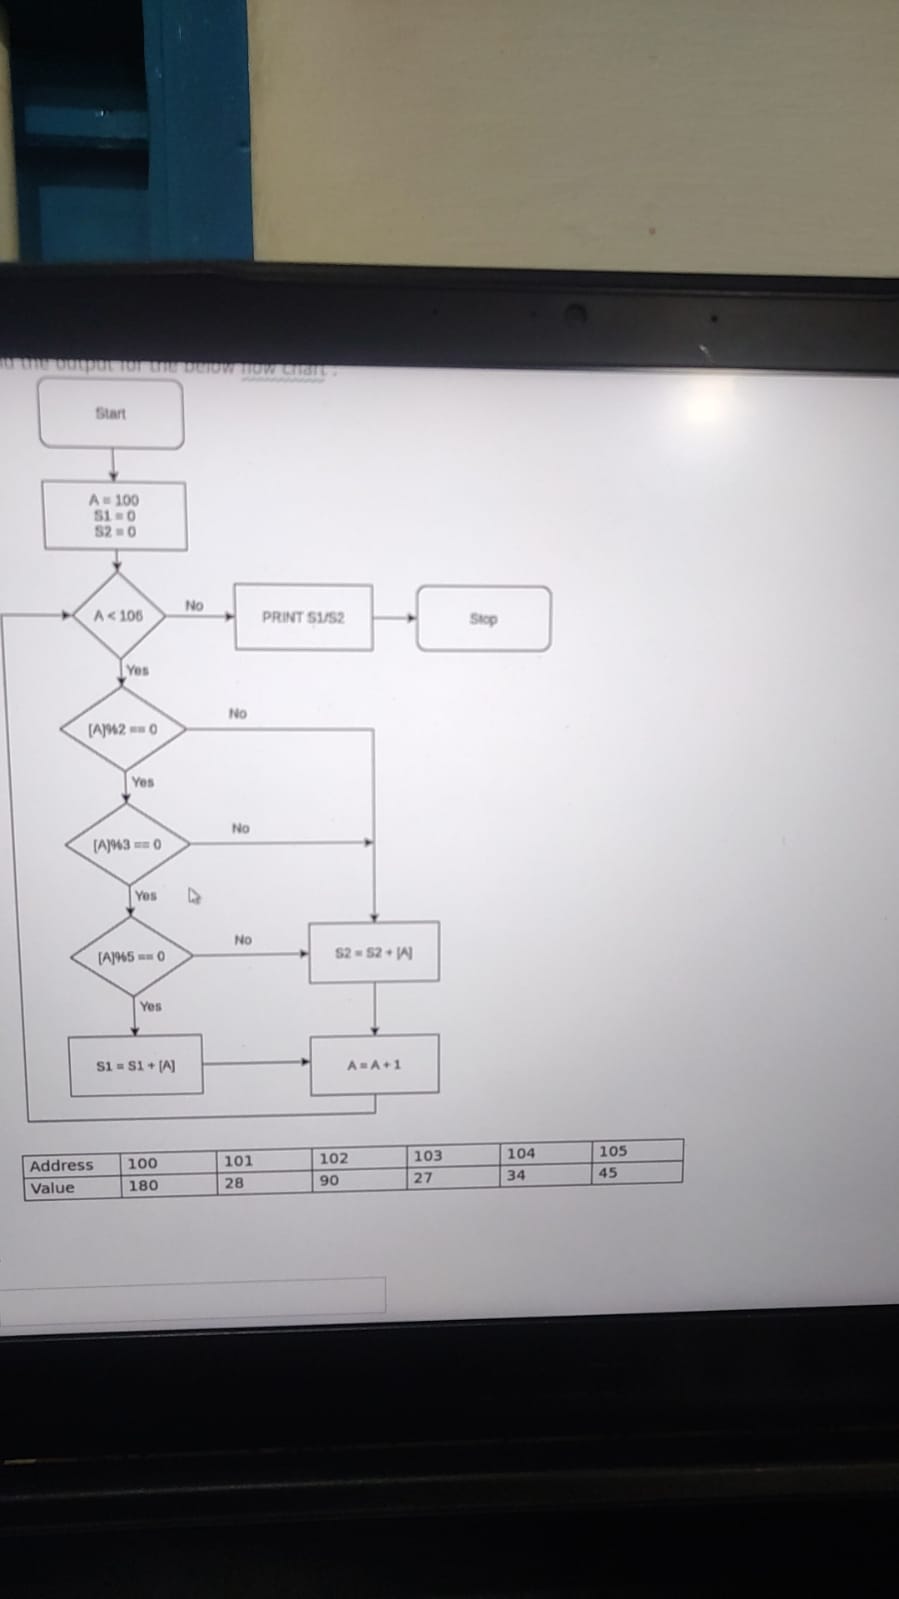 the output for the below flow chart :
Start
A = 100
S1 = 0
S2 = 0
A < 106
No
PRINT S1/S2
Stop
Yes
[A]%2 == 0
No
Yes
[A]%3 == 0
No
Yes
[A]%5 == 0
No
S2 = S2 + [A]
Yes
S1 = S1 + [A]
A = A + 1
Address 100 101 102 103 104 105
Value 180 28 90 27 34 45